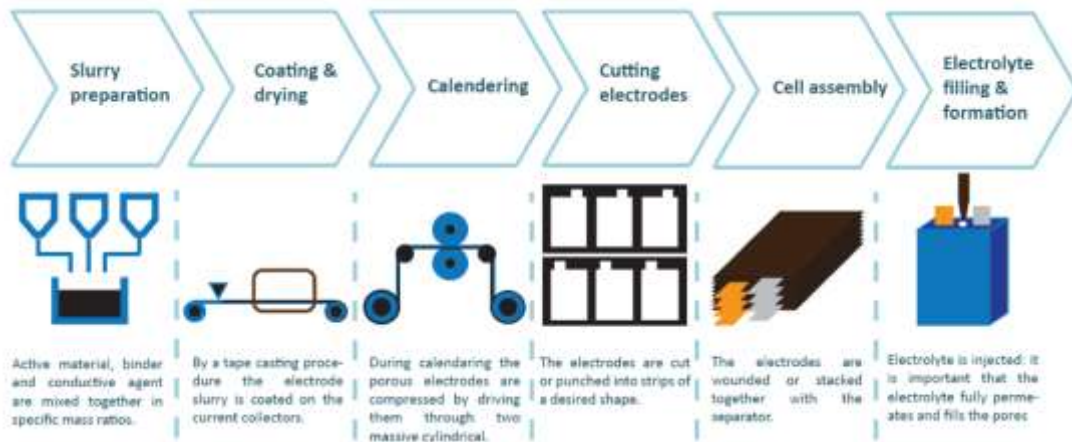 Slurry
preparation
Coating &
drying
Calendering
Cutting
electrodes
Cell assembly
Electrolyte
filling &
formation
Active material, binder
and conductive agent
are mixed together in
specific mass ratios.
By a tape casting proce-
dure the electrode
slurry is coated on the
current collectors.
During calendaring the
porous electrodes are
compressed by driving
them through two
massive cylindrical.
The electrodes are cut
or punched into strips of
a desired shape.
The electrodes are
wounded or stacked
together with the
separator.
Electrolyte is injected: it
is important that the
electrolyte fully perme-
ates and fills the pores